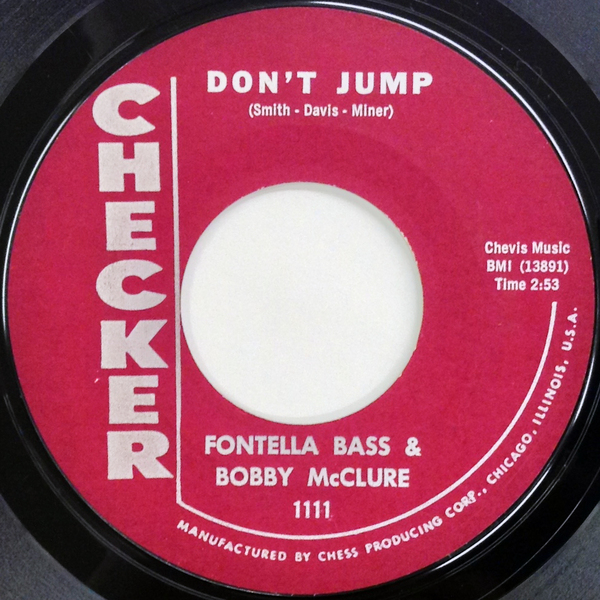 CHECKER
DON'T JUMP
(Smith - Davis - Miner)
Chevis Music
BMI (13891)
Time 2:53
FONTELLA BASS &
BOBBY McCLURE
1111
MANUFACTURED BY CHESS PRODUCING CORP., CHICAGO, ILLINOIS, U.S.A.